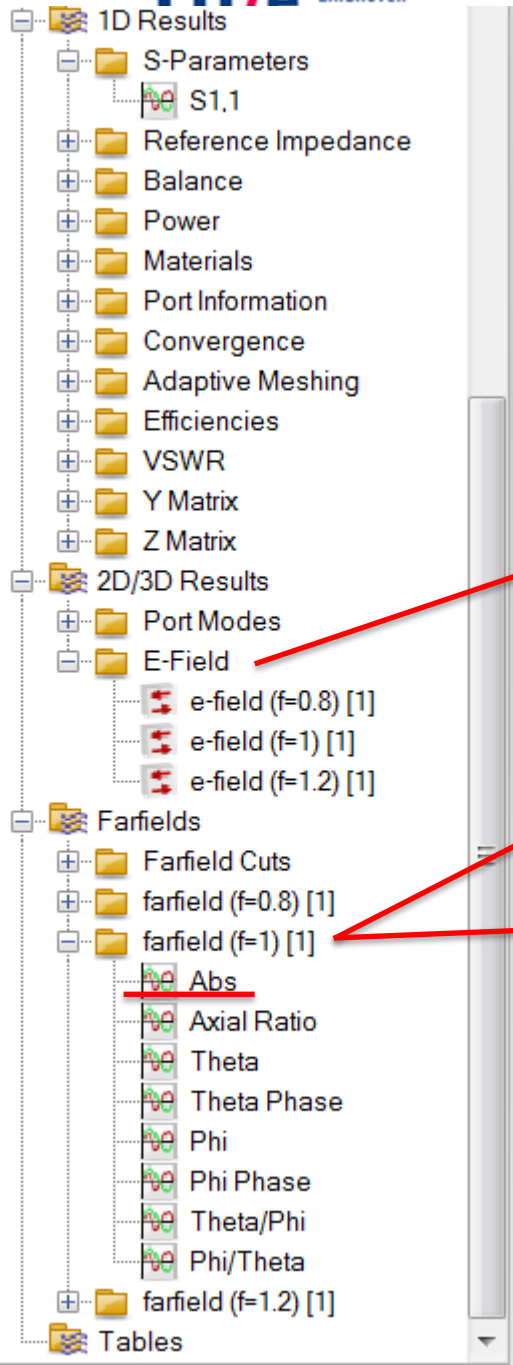 1D Results
S-Parameters
S1,1
Reference Impedance
Balance
Power
Materials
Port Information
Convergence
Adaptive Meshing
Efficiencies
VSWR
Y Matrix
Z Matrix
2D/3D Results
Port Modes
E-Field
e-field (f=0.8) [1]
e-field (f=1) [1]
e-field (f=1.2) [1]
Farfields
Farfield Cuts
farfield (f=0.8) [1]
farfield (f=1) [1]
Abs
Axial Ratio
Theta
Theta Phase
Phi
Phi Phase
Theta/Phi
Phi/Theta
farfield (f=1.2) [1]
Tables